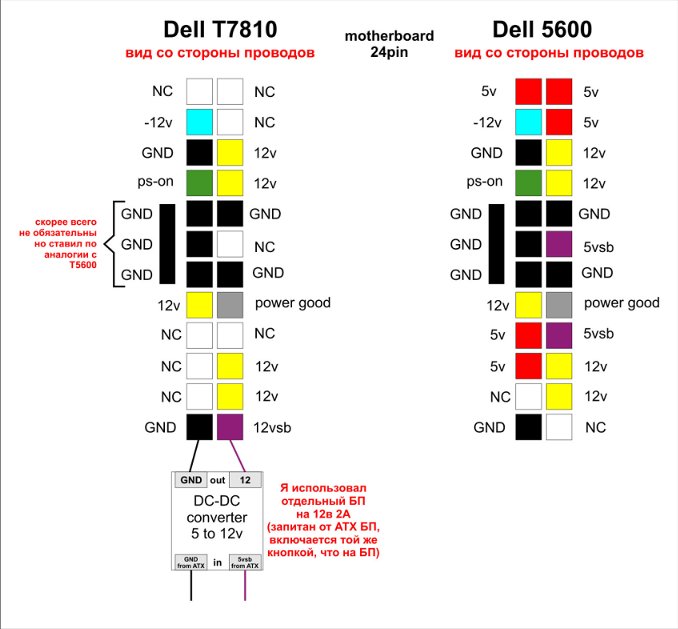 Dell T7810
вид со стороны проводов
motherboard
24pin
Dell 5600
вид со стороны проводов
NC NC
-12v NC
GND 12v
ps-on 12v
GND GND
GND NC
GND GND
12v power good
NC NC
NC 12v
NC 12v
GND 12vsb
скорее всего
не обязательны
но ставил по
аналогии с
T5600
5v 5v
-12v 5v
GND 12v
ps-on 12v
GND GND
GND 5vsb
GND GND
12v power good
5v 5vsb
5v 12v
NC 12v
GND NC
GND out 12
DC-DC
converter
5 to 12v
GND
from ATX
in
5vsb
from ATX
Я использовал
отдельный БП
на 12в 2А
(запитан от АТХ БП,
включается той же
кнопкой, что на БП)